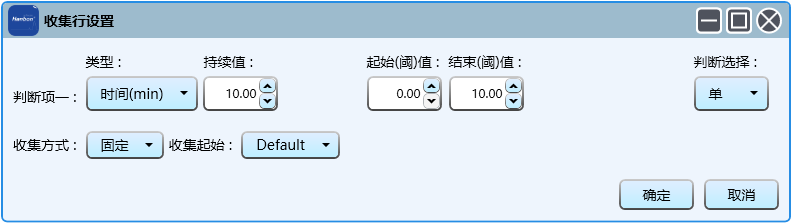 Hanbon 收集行设置
类型： 持续值： 起始(阈)值： 结束(阈)值： 判断选择：
判断项一： 时间(min) 10.00 0.00 10.00 单
收集方式： 固定 收集起始： Default
确定 取消